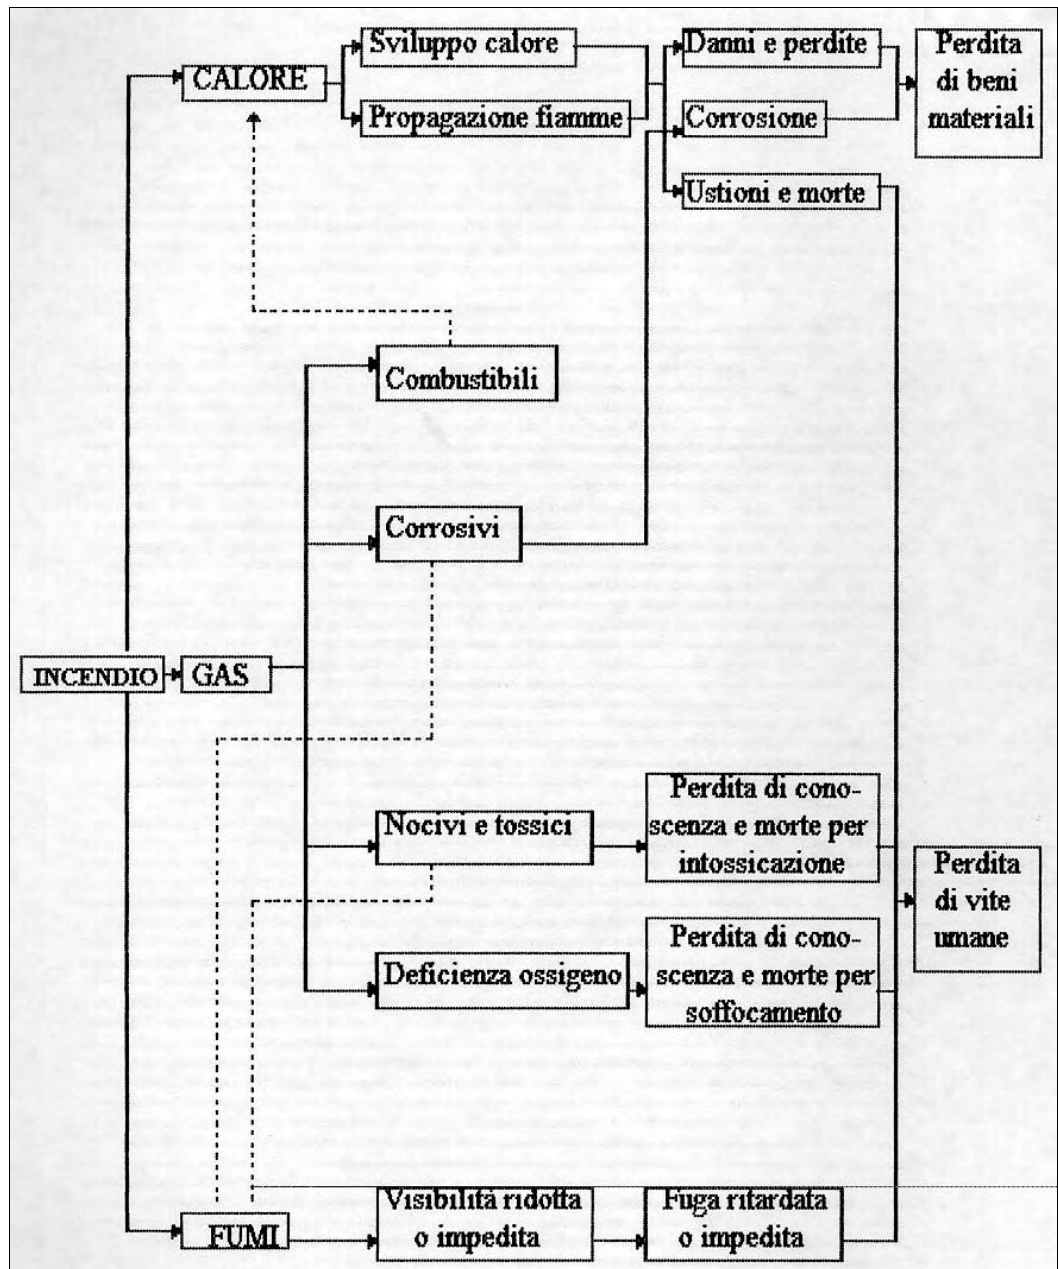 CALORE
Sviluppo calore
Propagazione fiamme
Danni e perdite
Corrosione
Ustioni e morte
Perdita
di beni
materiali
Combustibili
Corrosivi
INCENDIO
GAS
Nocivi e tossici
Perdita di cono-
scenza e morte per
intossicazione
Deficienza ossigeno
Perdita di cono-
scenza e morte per
soffocamento
Perdita
di vite
umane
FUMI
Visibilità ridotta
o impedita
Fuga ritardata
o impedita